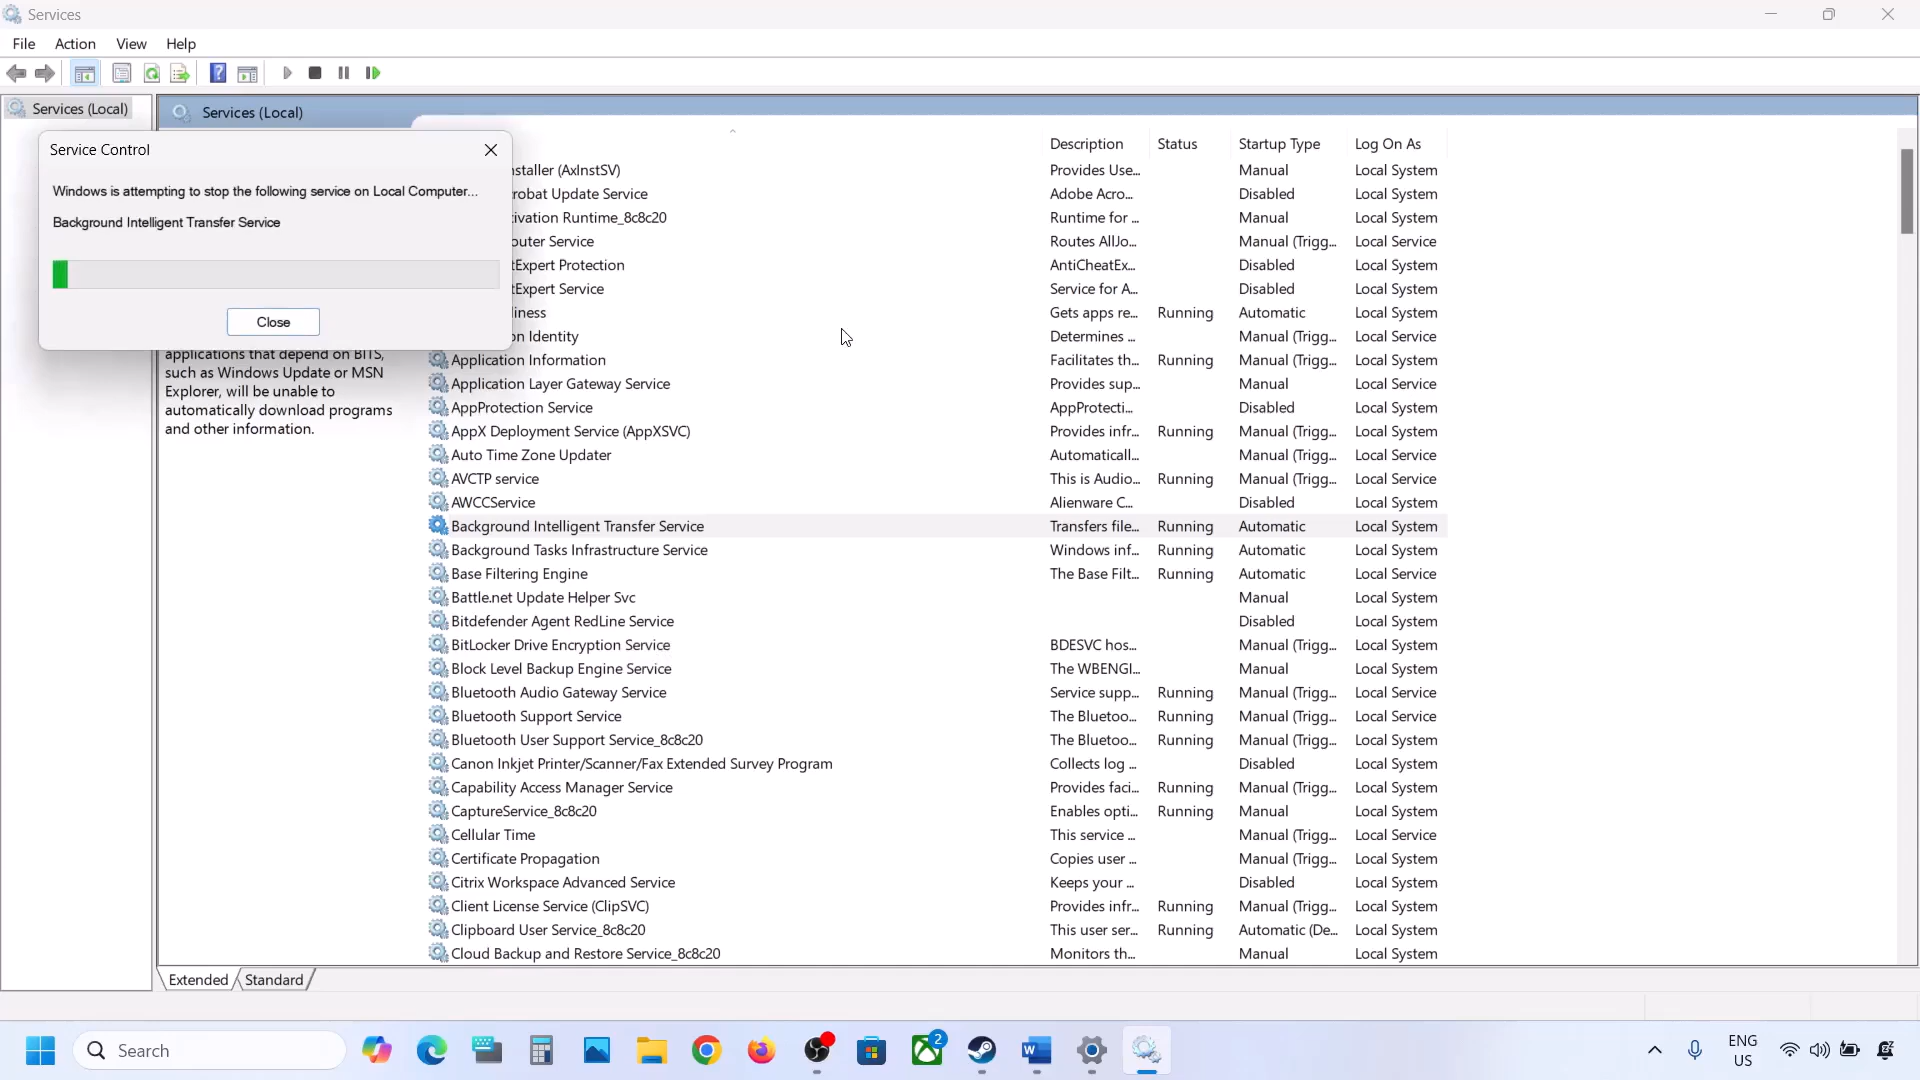 Services
File Action View Help
Services (Local)
Services (Local)
Service Control
Windows is attempting to stop the following service on Local Computer...
Background Intelligent Transfer Service
Close
applications that depend on BITS,
such as Windows Update or MSN
Explorer, will be unable to
automatically download programs
and other information.
Description Status Startup Type Log On As
nstaller (AxInstSV) Provides Use... Manual Local System
crobat Update Service Adobe Acro... Disabled Local System
tivation Runtime_8c8c20 Runtime for ... Manual Local System
outer Service Routes AllJo... Manual (Trigg... Local Service
tExpert Protection AntiCheatEx... Disabled Local System
tExpert Service Service for A... Disabled Local System
liness Gets apps re... Running Automatic Local System
on Identity Determines ... Manual (Trigg... Local Service
Application Information Facilitates th... Running Manual (Trigg... Local System
Application Layer Gateway Service Provides sup... Manual Local Service
AppProtection Service AppProtecti... Disabled Local System
AppX Deployment Service (AppXSVC) Provides infr... Running Manual (Trigg... Local System
Auto Time Zone Updater Automaticall... Manual (Trigg... Local Service
AVCTP service This is Audio... Running Manual (Trigg... Local Service
AWCCService Alienware C... Disabled Local System
Background Intelligent Transfer Service Transfers file... Running Automatic Local System
Background Tasks Infrastructure Service Windows inf... Running Automatic Local System
Base Filtering Engine The Base Filt... Running Automatic Local Service
Battle.net Update Helper Svc Manual Local System
Bitdefender Agent RedLine Service Disabled Local System
BitLocker Drive Encryption Service BDESVC hos... Manual (Trigg... Local System
Block Level Backup Engine Service The WBENGI... Manual Local System
Bluetooth Audio Gateway Service Service supp... Running Manual (Trigg... Local Service
Bluetooth Support Service The Bluetoo... Running Manual (Trigg... Local Service
Bluetooth User Support Service_8c8c20 The Bluetoo... Running Manual (Trigg... Local System
Canon Inkjet Printer/Scanner/Fax Extended Survey Program Collects log ... Disabled Local System
Capability Access Manager Service Provides faci... Running Manual (Trigg... Local System
CaptureService_8c8c20 Enables opti... Running Manual Local System
Cellular Time This service ... Manual (Trigg... Local Service
Certificate Propagation Copies user ... Manual (Trigg... Local System
Citrix Workspace Advanced Service Keeps your ... Disabled Local System
Client License Service (ClipSVC) Provides infr... Running Manual (Trigg... Local System
Clipboard User Service_8c8c20 This user ser... Running Automatic (De... Local System
Cloud Backup and Restore Service_8c8c20 Monitors th... Manual Local System
Extended Standard
Search
2
ENG
US